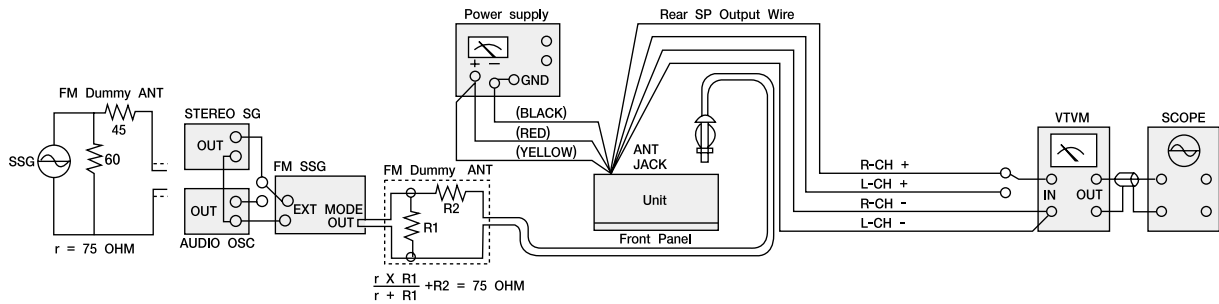 Power supply
Rear SP Output Wire
+ −
GND
FM Dummy ANT
45
60
SSG
r = 75 OHM
STEREO SG
OUT
OUT
AUDIO OSC
FM SSG
EXT MODE
OUT
FM Dummy ANT
R2
R1
r X R1
r + R1
+R2 = 75 OHM
(BLACK)
(RED)
(YELLOW)
ANT
JACK
Unit
Front Panel
R-CH +
L-CH +
R-CH -
L-CH -
VTVM
IN
OUT
SCOPE